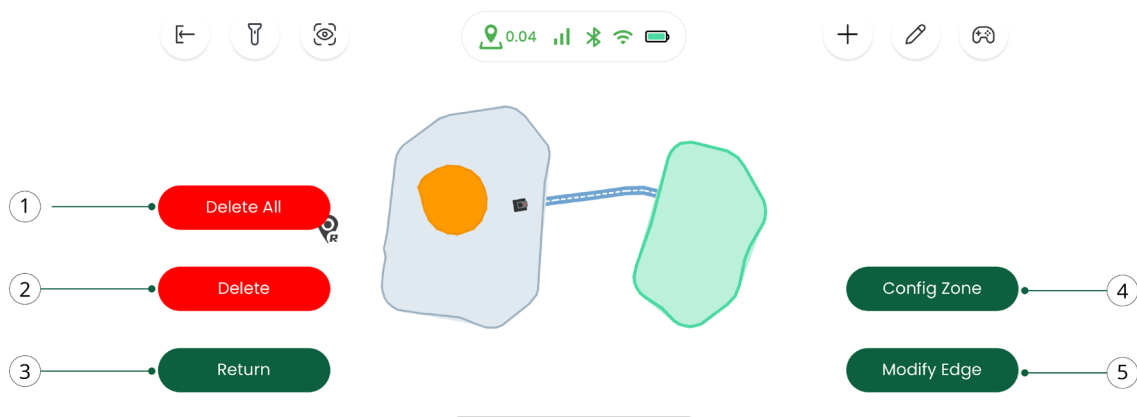 0.04
1
Delete All
R
2
Delete
4
Config Zone
3
Return
5
Modify Edge